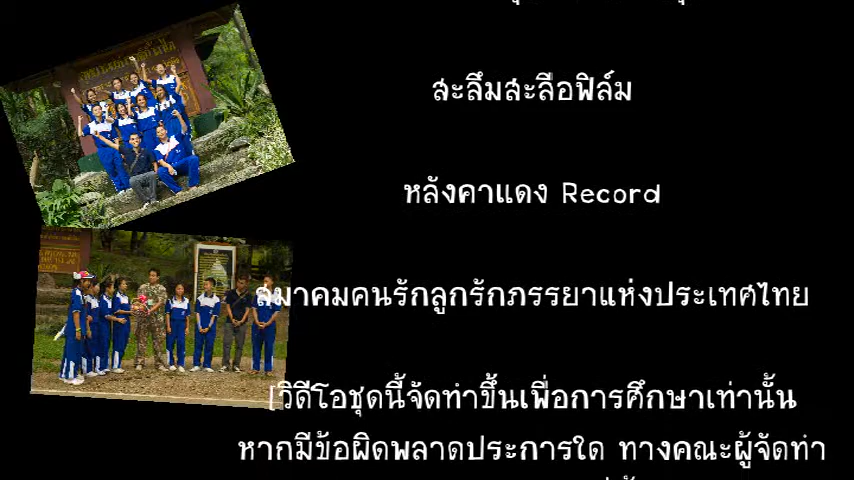 สะลึมสะลือฟิล์ม
หลังคาแดง Record
สมาคมคนรักลูกรักภรรยาแห่งประเทศไทย
[วิดีโอชุดนี้จัดทำขึ้นเพื่อการศึกษาเท่านั้น
หากมีข้อผิดพลาดประการใด ทางคณะผู้จัดทำ